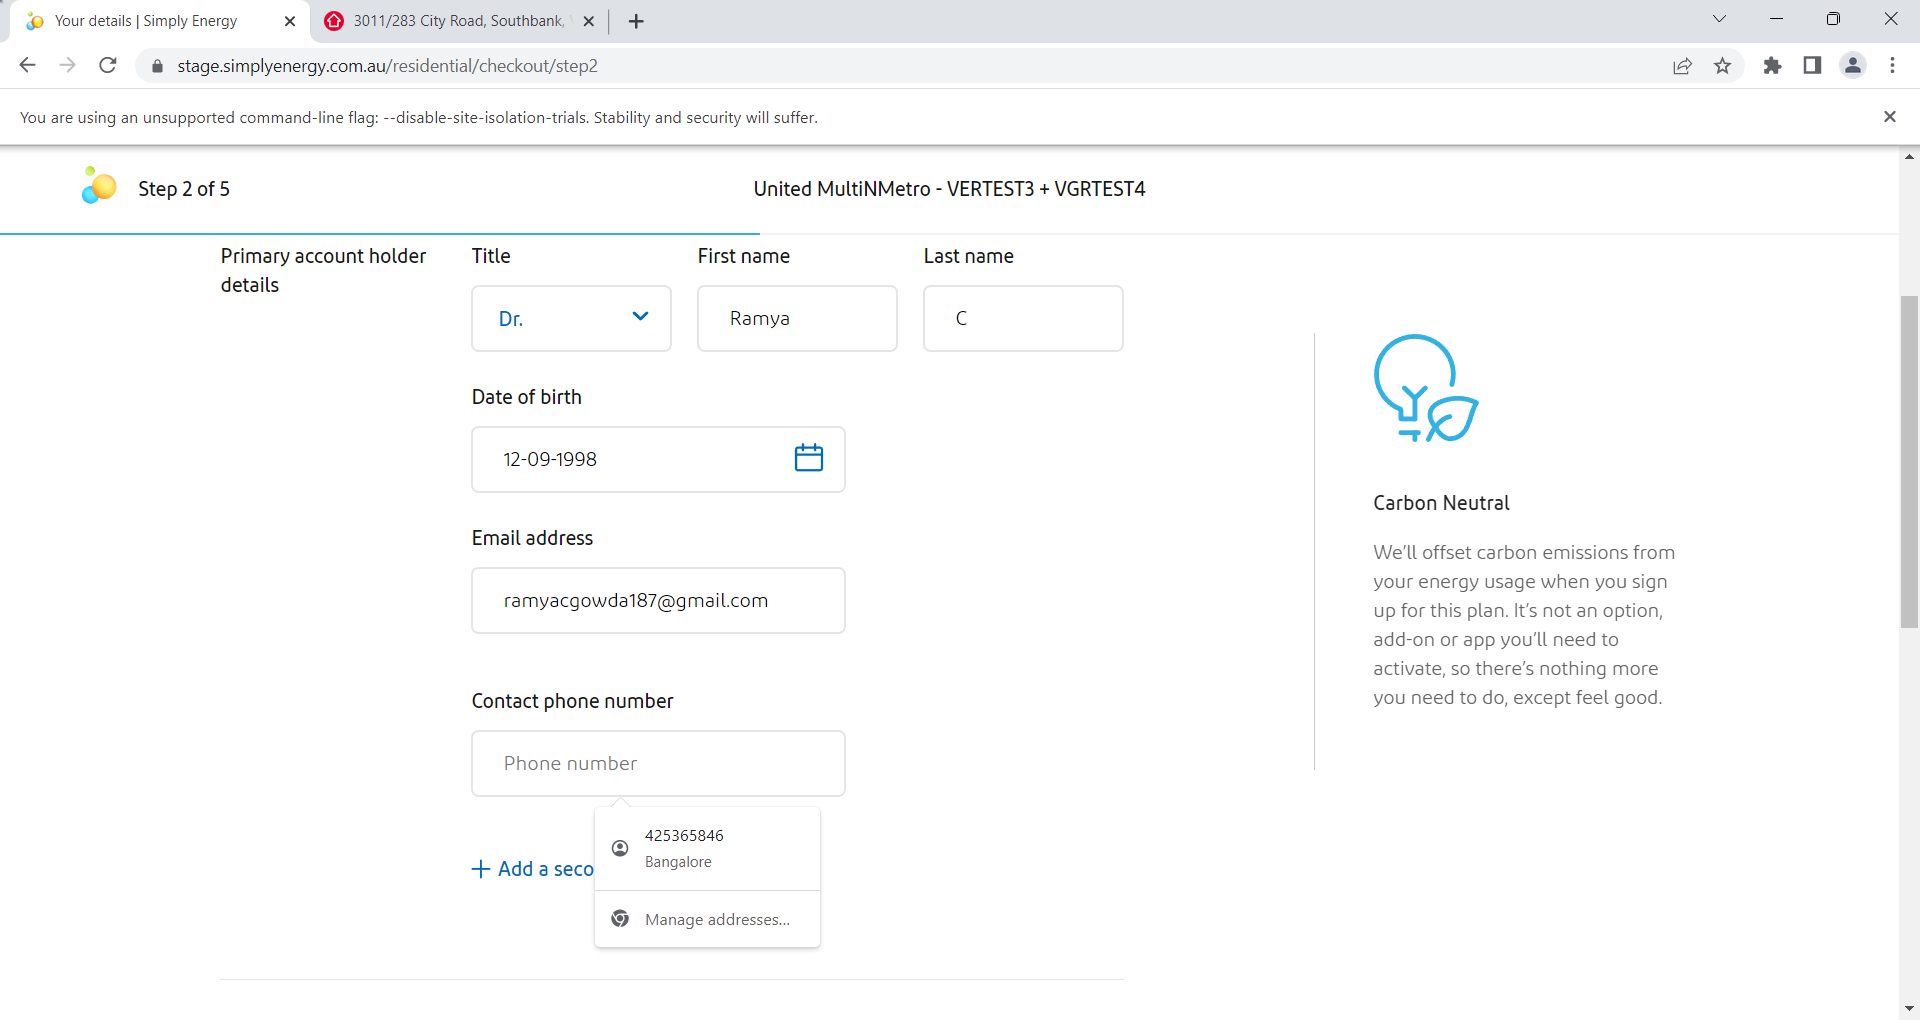 Your details | Simply Energy
3011/283 City Road, Southbank,
stage.simplyenergy.com.au/residential/checkout/step2
You are using an unsupported command-line flag: --disable-site-isolation-trials. Stability and security will suffer.
Step 2 of 5
United MultiNMetro - VERTEST3 + VGRTEST4
Primary account holder
details
Title
First name
Last name
Dr.
Ramya
C
Date of birth
12-09-1998
Email address
ramyacgowda187@gmail.com
Contact phone number
Phone number
425365846
Bangalore
Manage addresses...
+ Add a seco
Carbon Neutral
We'll offset carbon emissions from
your energy usage when you sign
up for this plan. It's not an option,
add-on or app you'll need to
activate, so there's nothing more
you need to do, except feel good.